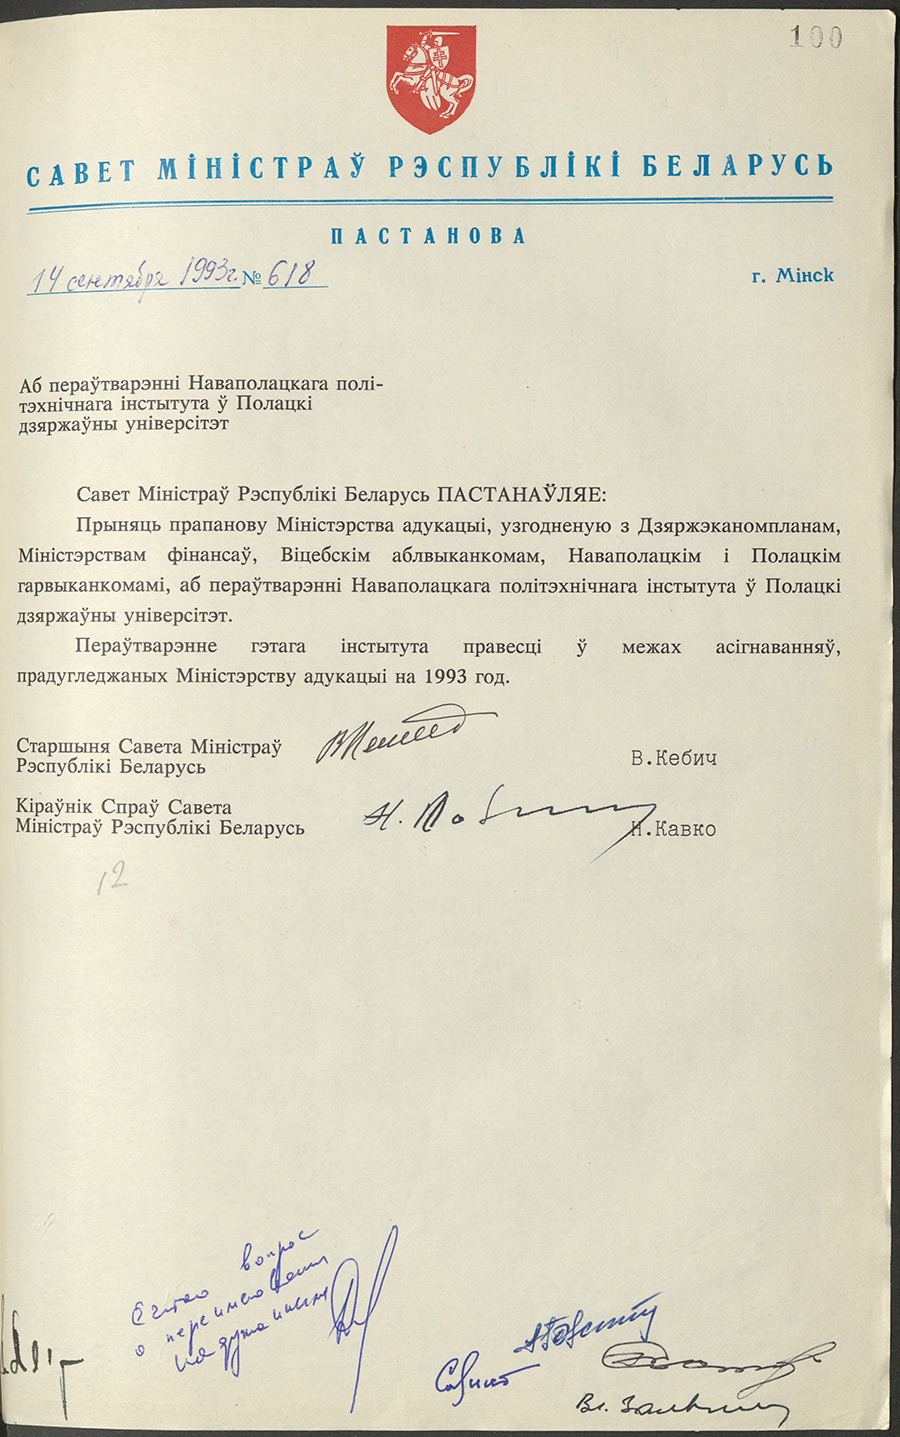 100
САВЕТ МІНІСТРАЎ РЭСПУБЛІКІ БЕЛАРУСЬ
ПАСТАНОВА
14 сентября 1993г. № 618
г. Мінск
Аб пераўтварэнні Наваполацкага полі-
тэхнічнага інстытута ў Полацкі
дзяржаўны універсітэт
Савет Міністраў Рэспублікі Беларусь ПАСТАНАЎЛЯЕ:
Прыняць прапанову Міністэрства адукацыі, узгодненую з Дзяржэканомпланам,
Міністэрствам фінансаў, Віцебскім аблвыканкомам, Наваполацкім і Полацкім
гарвыканкомамі, аб пераўтварэнні Наваполацкага політэхнічнага інстытута ў Полацкі
дзяржаўны універсітэт.
Пераўтварэнне гэтага інстытута правесці ў межах асігнаванняў,
прадугледжаных Міністэрству адукацыі на 1993 год.
Старшыня Савета Міністраў
Рэспублікі Беларусь
В.Кебич
Кіраўнік Спраў Савета
Міністраў Рэспублікі Беларусь
Н.Кавко
12
Считаю вопрос
о переименовании